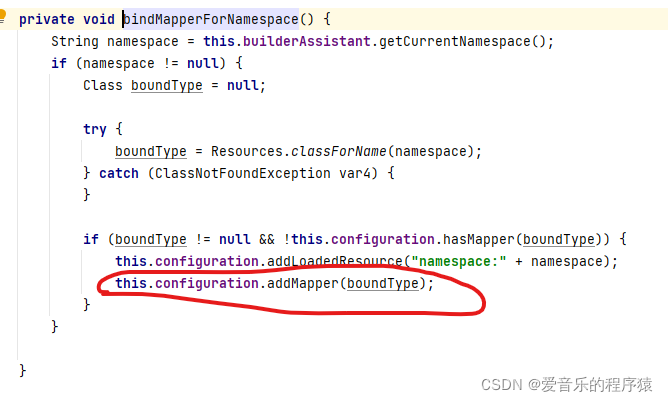 private void bindMapperForNamespace() {
String namespace = this.builderAssistant.getCurrentNamespace();
if (namespace != null) {
Class boundType = null;
try {
boundType = Resources.classForName(namespace);
} catch (ClassNotFoundException var4) {
}
if (boundType != null && !this.configuration.hasMapper(boundType)) {
this.configuration.addLoadedResource("namespace:" + namespace);
this.configuration.addMapper(boundType);
}
}
}
CSDN @爱音乐的程序猿